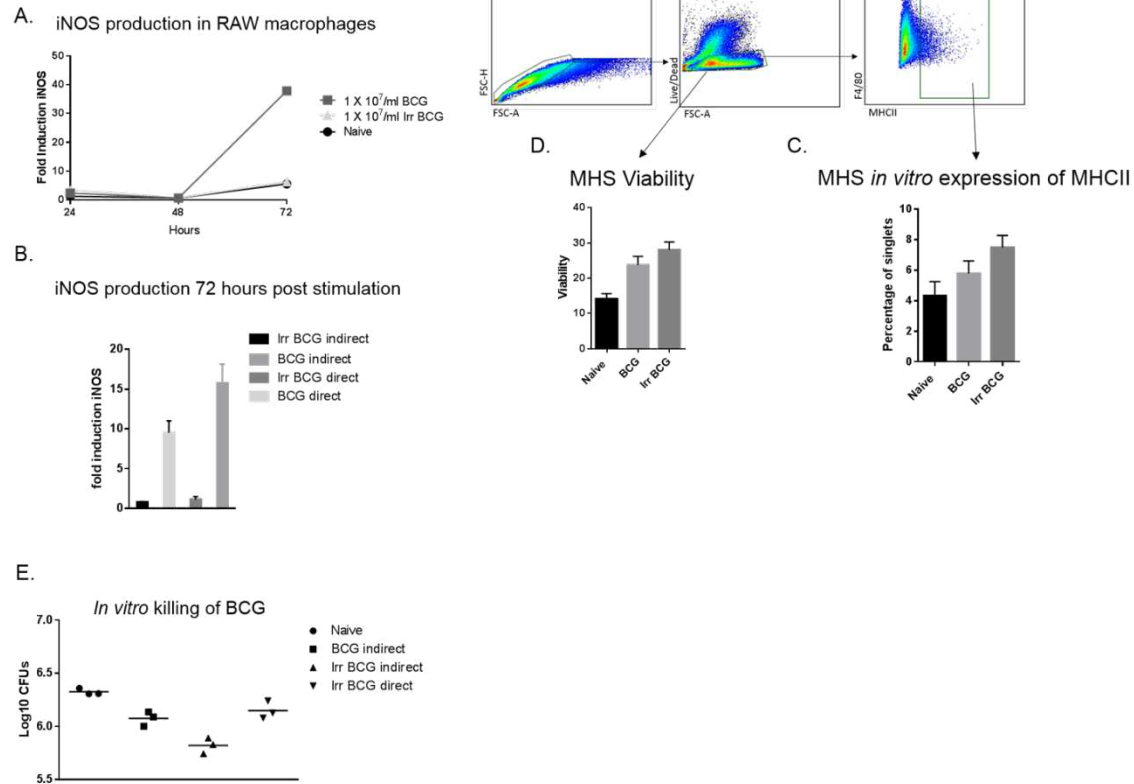 A.
iNOS production in RAW macrophages
Fold Induction iNOS
50
40
30
20
10
0
24
48
72
Hours
1 X 10⁷/ml BCG
1 X 10⁷/ml Irr BCG
Naive
FSC-H
FSC-A
Live/Dead
FSC-A
F4/80
MHCII
B.
iNOS production 72 hours post stimulation
fold induction iNOS
20
15
10
5
0
Irr BCG indirect
BCG indirect
Irr BCG direct
BCG direct
D.
MHS Viability
Viability
40
30
20
10
0
Naive
BCG
Irr BCG
C.
MHS in vitro expression of MHCII
Percentage of singlets
10
8
6
4
2
0
Naive
BCG
Irr BCG
E.
In vitro killing of BCG
Log10 CFUs
7.0
6.5
6.0
5.5
Naive
BCG indirect
Irr BCG indirect
Irr BCG direct